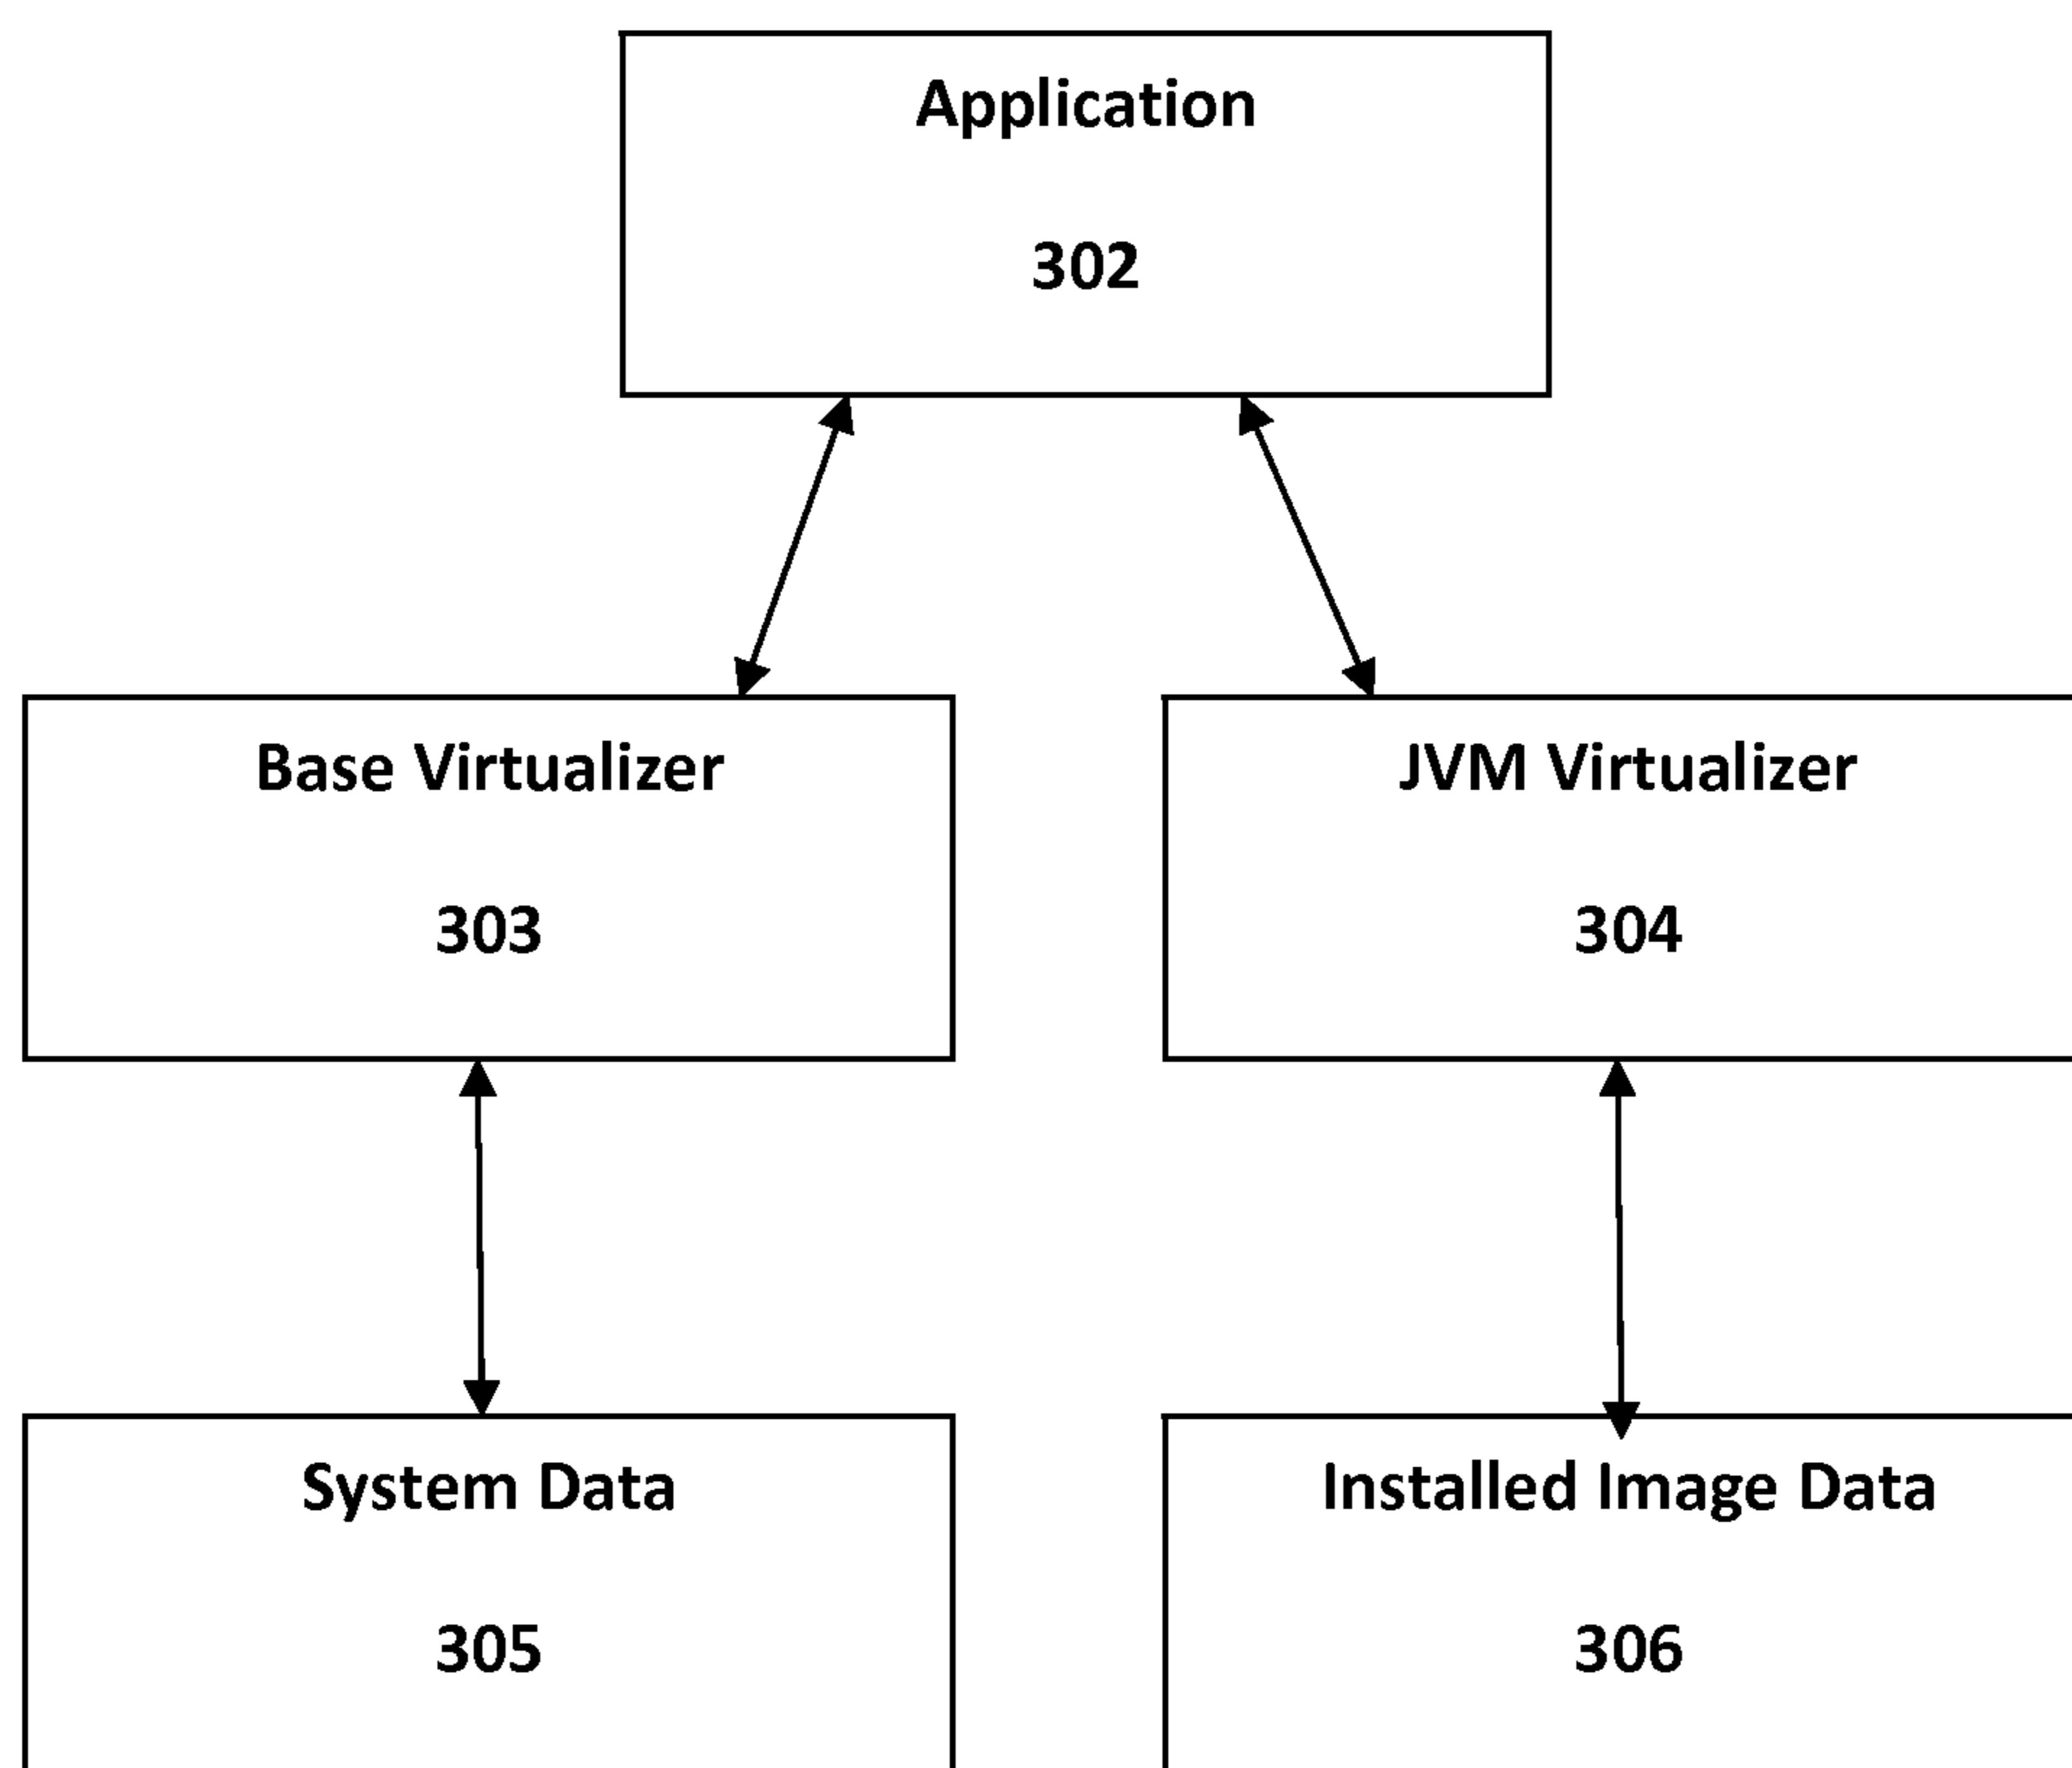 Application
302
Base Virtualizer
303
JVM Virtualizer
304
System Data
305
Installed Image Data
306